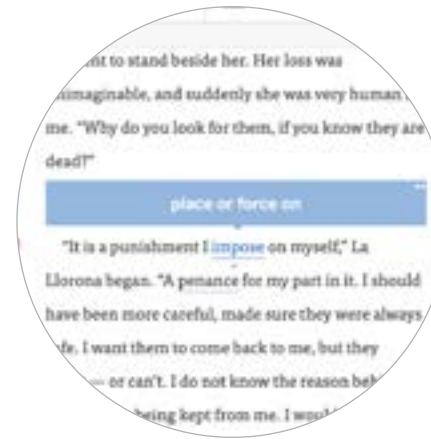 to stand beside her. Her loss was
and suddenly she was very human
me. “Why do you look for them, if you know they are
dead?”
place or force on
“It is a punishment I impose on myself,” La
Llorona began. “A penance for my part in it. I should
have been more careful, made sure they were always
I want them to come back to me, but they
— or can’t. I do not know the reason
being kept from me. I